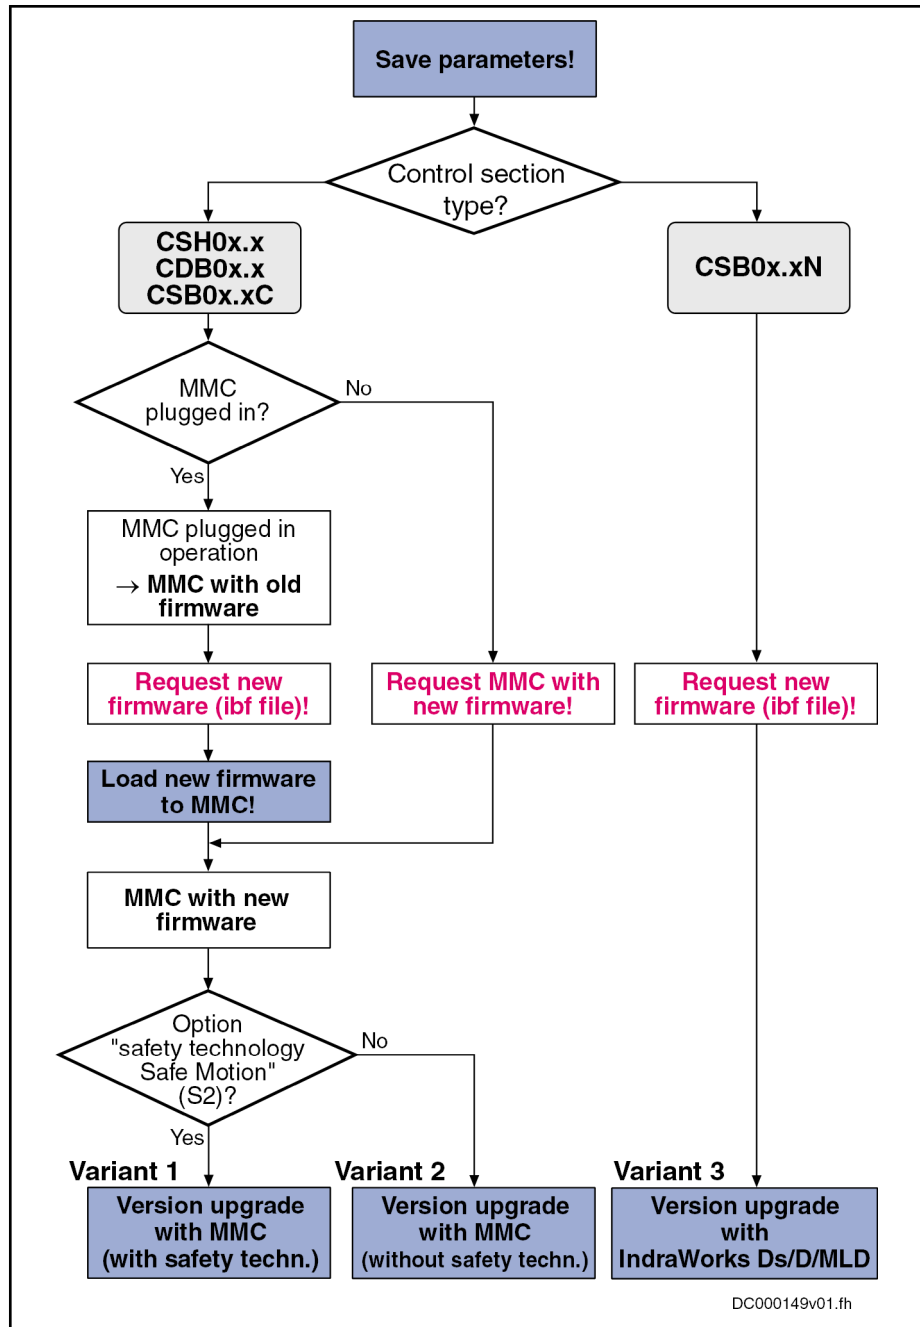 Save parameters!
Control section
type?
CSH0x.x
CDB0x.x
CSB0x.xC
CSB0x.xN
MMC
plugged in?
No
Yes
MMC plugged in
operation
→ MMC with old
firmware
Request new
firmware (ibf file)!
Request MMC with
new firmware!
Request new
firmware (ibf file)!
Load new firmware
to MMC!
MMC with new
firmware
Option
"safety technology
Safe Motion"
(S2)?
No
Yes
Variant 1
Variant 2
Variant 3
Version upgrade
with MMC
(with safety techn.)
Version upgrade
with MMC
(without safety techn.)
Version upgrade
with
IndraWorks Ds/D/MLD
DC000149v01.fh